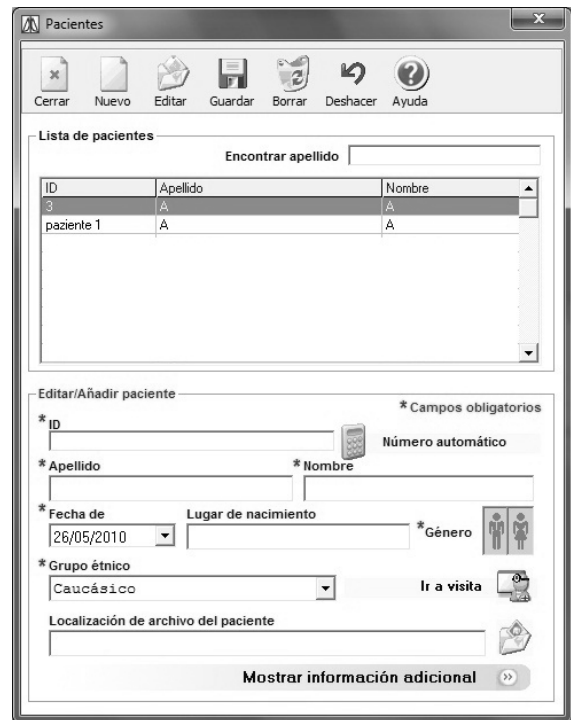 Pacientes
x
Cerrar Nuevo Editar Guardar Borrar Deshacer Ayuda
Lista de pacientes
Encontrar apellido
ID Apellido Nombre
3 A A
paziente 1 A A
Editar/Añadir paciente
* Campos obligatorios
* ID
Número automático
* Apellido * Nombre
* Fecha de Lugar de nacimiento
26/05/2010 * Género
* Grupo étnico
Caucásico Ir a visita
Localización de archivo del paciente
Mostrar información adicional